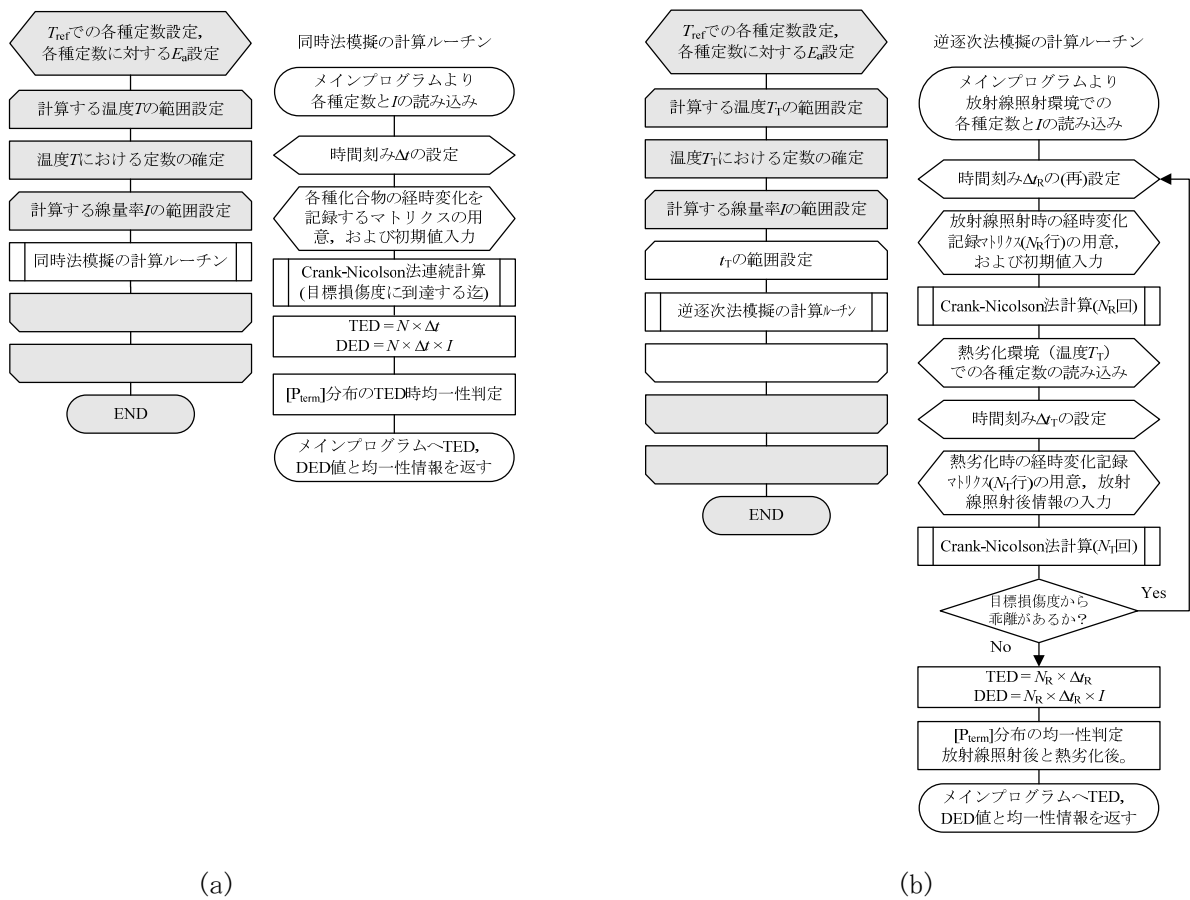 T_refでの各種定数設定,
各種定数に対するE_a設定
計算する温度Tの範囲設定
温度Tにおける定数の確定
計算する線量率Iの範囲設定
同時法模擬の計算ルーチン
END
同時法模擬の計算ルーチン
メインプログラムより
各種定数とIの読み込み
時間刻みΔtの設定
各種化合物の経時変化を
記録するマトリクスの用
意，および初期値入力
Crank-Nicolson法連続計算
(目標損傷度に到達する迄)
TED = N × Δt
DED = N × Δt × I
[P_term]分布のTED時均一性判定
メインプログラムへTED,
DED値と均一性情報を返す
(a)
T_refでの各種定数設定,
各種定数に対するE_a設定
計算する温度T_Tの範囲設定
温度T_Tにおける定数の確定
計算する線量率Iの範囲設定
t_Tの範囲設定
逆逐次法模擬の計算ﾙｰﾁﾝ
END
逆逐次法模擬の計算ルーチン
メインプログラムより
放射線照射環境での
各種定数とIの読み込み
時間刻みΔt_Rの(再)設定
放射線照射時の経時変化
記録ﾏﾄﾘｸｽ(N_R行)の用意，
および初期値入力
Crank-Nicolson法計算(N_R回)
熱劣化環境（温度T_T）
での各種定数の読み込み
時間刻みΔt_Tの設定
熱劣化時の経時変化記録
ﾏﾄﾘｸｽ(N_T行)の用意，放射
線照射後情報の入力
Crank-Nicolson法計算(N_T回)
目標損傷度から
乖離があるか？
Yes
No
TED = N_R × Δt_R
DED = N_R × Δt_R × I
[P_term]分布の均一性判定
放射線照射後と熱劣化後。
メインプログラムへTED,
DED値と均一性情報を返す
(b)